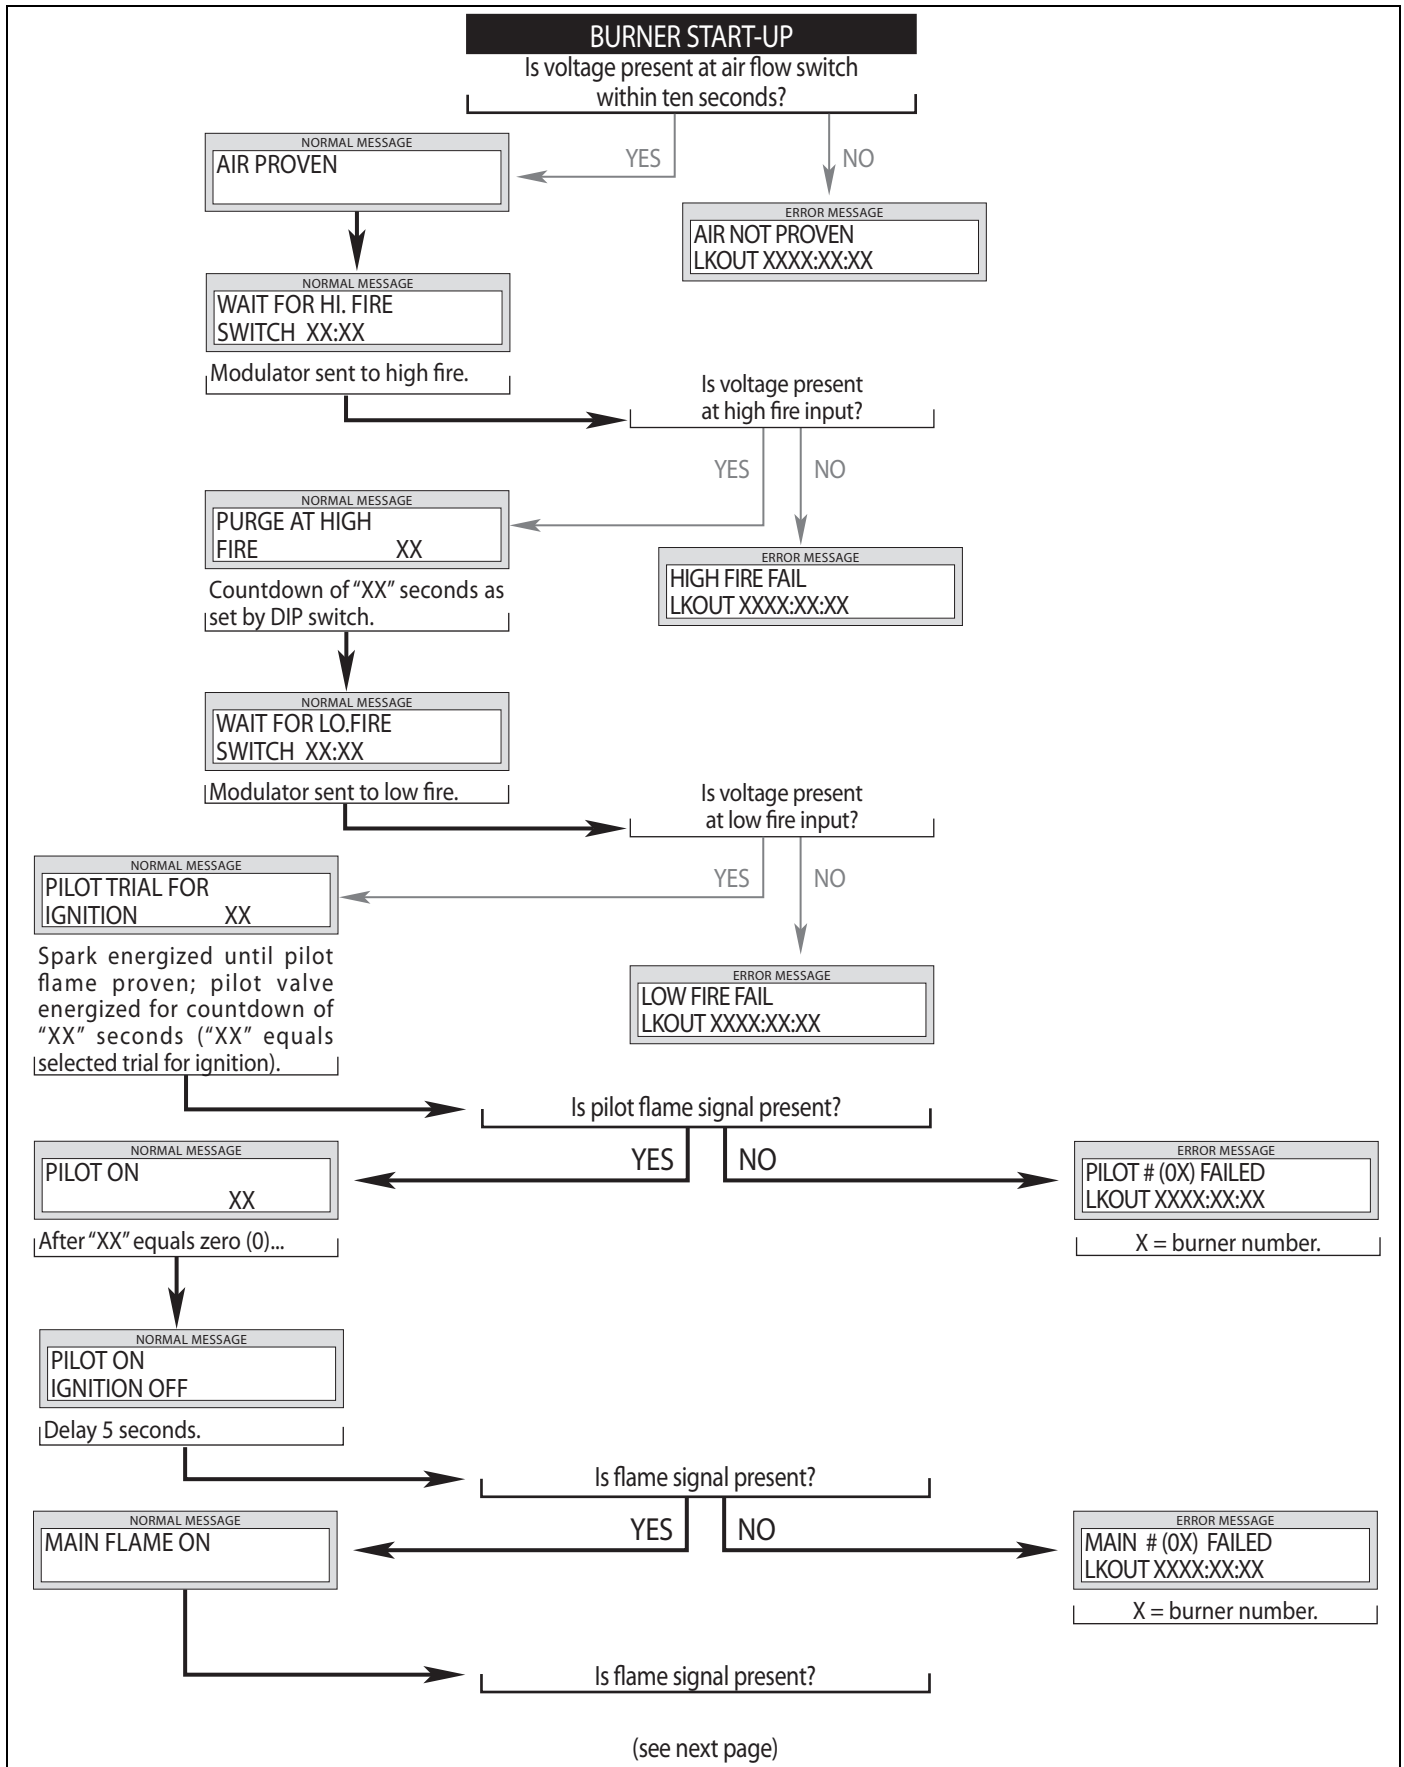 BURNER START-UP
Is voltage present at air flow switch
within ten seconds?
YES
NO
NORMAL MESSAGE
AIR PROVEN
ERROR MESSAGE
AIR NOT PROVEN
LKOUT XXXX:XX:XX
NORMAL MESSAGE
WAIT FOR HI. FIRE
SWITCH XX:XX
Modulator sent to high fire.
Is voltage present
at high fire input?
YES
NO
NORMAL MESSAGE
PURGE AT HIGH
FIRE XX
Countdown of “XX” seconds as
set by DIP switch.
ERROR MESSAGE
HIGH FIRE FAIL
LKOUT XXXX:XX:XX
NORMAL MESSAGE
WAIT FOR LO.FIRE
SWITCH XX:XX
Modulator sent to low fire.
Is voltage present
at low fire input?
YES
NO
NORMAL MESSAGE
PILOT TRIAL FOR
IGNITION XX
Spark energized until pilot
flame proven; pilot valve
energized for countdown of
“XX” seconds (“XX” equals
selected trial for ignition).
ERROR MESSAGE
LOW FIRE FAIL
LKOUT XXXX:XX:XX
Is pilot flame signal present?
YES
NO
NORMAL MESSAGE
PILOT ON
XX
After “XX” equals zero (0)...
ERROR MESSAGE
PILOT # (0X) FAILED
LKOUT XXXX:XX:XX
X = burner number.
NORMAL MESSAGE
PILOT ON
IGNITION OFF
Delay 5 seconds.
Is flame signal present?
YES
NO
NORMAL MESSAGE
MAIN FLAME ON
ERROR MESSAGE
MAIN # (0X) FAILED
LKOUT XXXX:XX:XX
X = burner number.
Is flame signal present?
(see next page)